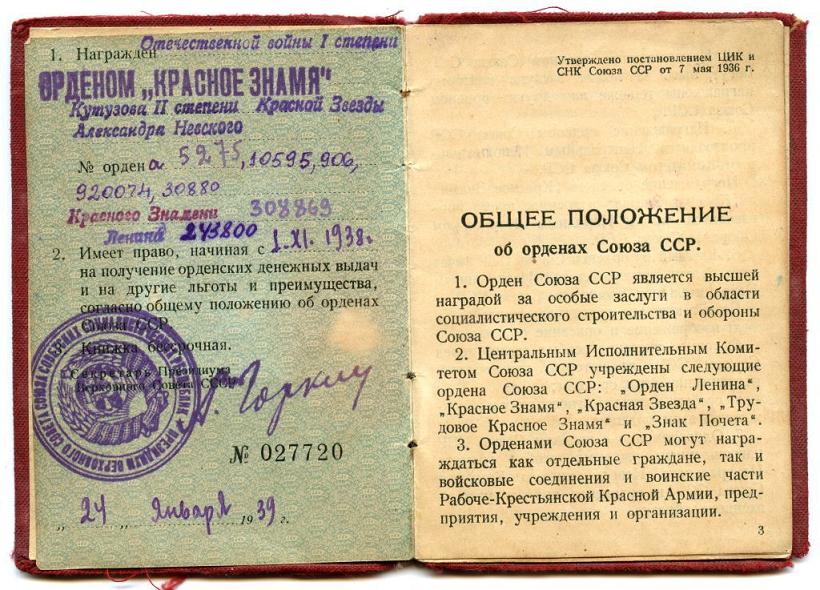 Отечественной войны I степени
1. Награжден
ОРДЕНОМ „КРАСНОЕ ЗНАМЯ"
Кутузова II степени Красной Звезды
Александра Невского
№ орденa 5275, 10595, 906,
920074, 30880
Красного Знамени 308869
Ленина 243800
2. Имеет право, начиная с 1.XI. 1938г
на получение орденских денежных выдач
и на другие льготы и преимущества,
согласно общему положению об орденах
Союза ССР.
3. Книжка бессрочная.
Секретарь Президиума
Верховного Совета СССР
А. Горкин
№ 027720
„ 24 „ Января 1939 г.
Утверждено постановлением ЦИК и
СНК Союза ССР от 7 мая 1936 г.
ОБЩЕЕ ПОЛОЖЕНИЕ
об орденах Союза ССР.
1. Орден Союза ССР является высшей
наградой за особые заслуги в области
социалистического строительства и обороны
Союза ССР.
2. Центральным Исполнительным Коми-
тетом Союза ССР учреждены следующие
ордена Союза ССР: „Орден Ленина",
„Красное Знамя", „Красная Звезда", „Тру-
довое Красное Знамя" и „Знак Почета".
3. Орденами Союза ССР могут награ-
ждаться как отдельные граждане, так и
войсковые соединения и воинские части
Рабоче-Крестьянской Красной Армии, пред-
приятия, учреждения и организации.
3